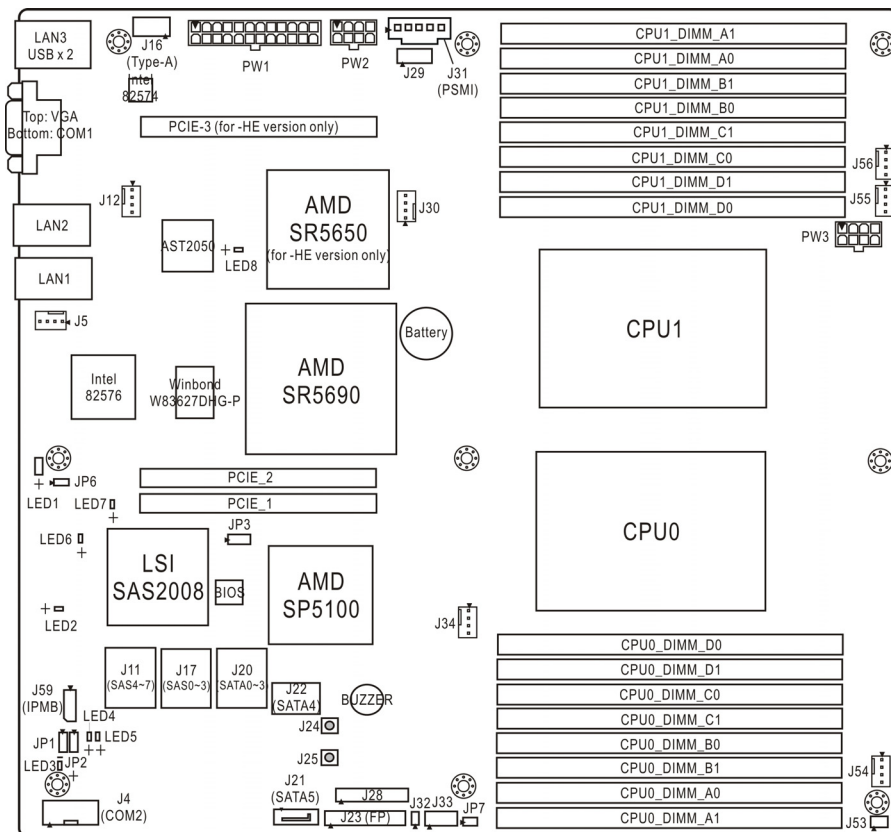 LAN3
USB x 2
J16
(Type-A)
Intel
82574
PW1
PW2
J29
J31
(PSMI)
CPU1_DIMM_A1
CPU1_DIMM_A0
CPU1_DIMM_B1
CPU1_DIMM_B0
CPU1_DIMM_C1
CPU1_DIMM_C0
CPU1_DIMM_D1
CPU1_DIMM_D0
J56
J55
PW3
Top: VGA
Bottom: COM1
PCIE-3 (for -HE version only)
J12
LAN2
LAN1
AST2050
LED8
AMD
SR5650
(for -HE version only)
J30
J5
Intel
82576
Winbond
W83627DHG-P
AMD
SR5690
Battery
CPU1
LED1
JP6
LED7
PCIE_2
PCIE_1
JP3
LED6
LSI
SAS2008
BIOS
AMD
SP5100
CPU0
LED2
J34
J11
(SAS4~7)
J17
(SAS0~3)
J20
(SATA0~3)
J22
(SATA4)
BUZZER
J59
(IPMB)
LED4
LED5
JP1
JP2
LED3
J24
J25
J4
(COM2)
J21
(SATA5)
J28
J23 (FP)
J32
J33
JP7
CPU0_DIMM_D0
CPU0_DIMM_D1
CPU0_DIMM_C0
CPU0_DIMM_C1
CPU0_DIMM_B0
CPU0_DIMM_B1
CPU0_DIMM_A0
CPU0_DIMM_A1
J54
J53